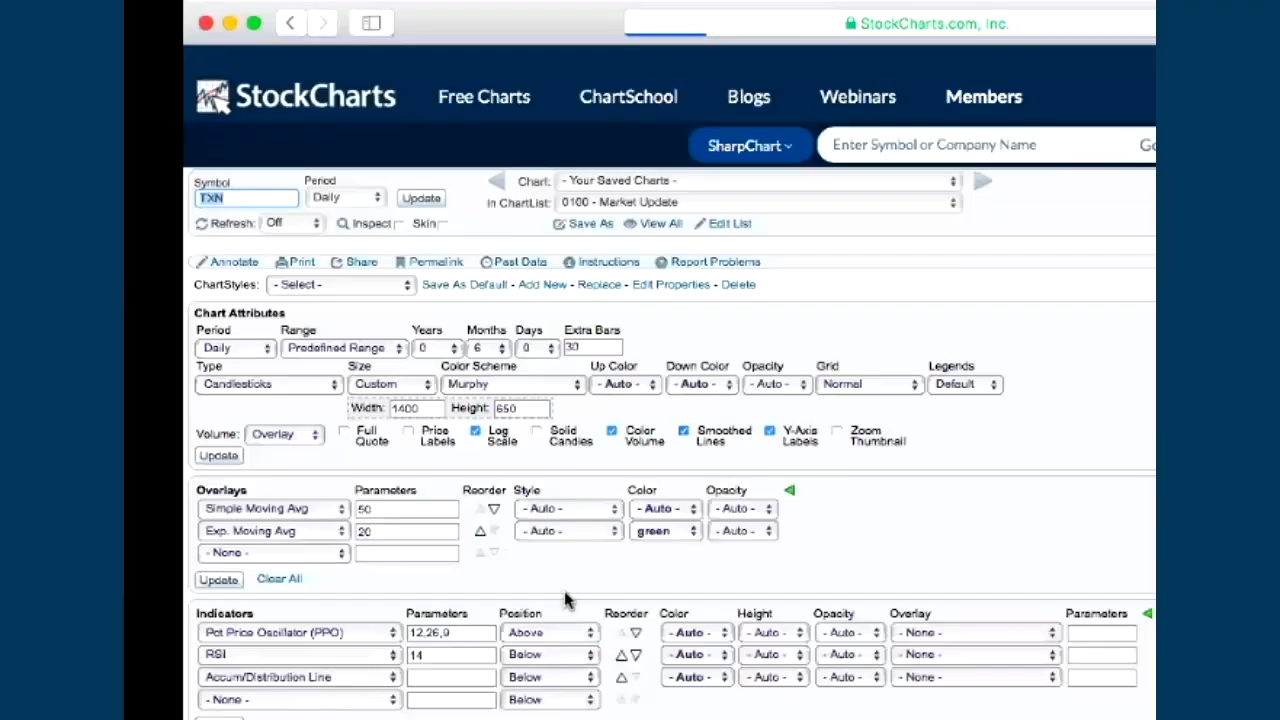 StockCharts.com, Inc.
StockCharts Free Charts ChartSchool Blogs Webinars Members
SharpChart Enter Symbol or Company Name
Symbol Period Chart: - Your Saved Charts -
TXN Daily Update In ChartList: 0100 - Market Update
Refresh: Off Inspect Skin Save As View All Edit List
Annotate Print Share Permalink Past Data Instructions Report Problems
ChartStyles: - Select - Save As Default - Add New - Replace - Edit Properties - Delete
Chart Attributes
Period Range Years Months Days Extra Bars
Daily Predefined Range 0 6 0 30
Type Size Color Scheme Up Color Down Color Opacity Grid Legends
Candlesticks Custom Murphy - Auto - - Auto - - Auto - Normal Default
Width: 1400 Height: 650
Volume: Overlay Full Quote Price Labels Log Scale Solid Candles Color Volume Smoothed Lines Y-Axis Labels Zoom Thumbnail
Update
Overlays Parameters Reorder Style Color Opacity
Simple Moving Avg 50 - Auto - - Auto - - Auto -
Exp. Moving Avg 20 - Auto - green - Auto -
- None -
Update Clear All
Indicators Parameters Position Reorder Color Height Opacity Overlay Parameters
Pct Price Oscillator (PPO) 12,26,9 Above - Auto - - Auto - - Auto - - None -
RSI 14 Below - Auto - - Auto - - Auto - - None -
Accum/Distribution Line Below - Auto - - Auto - - Auto - - None -
- None - Below